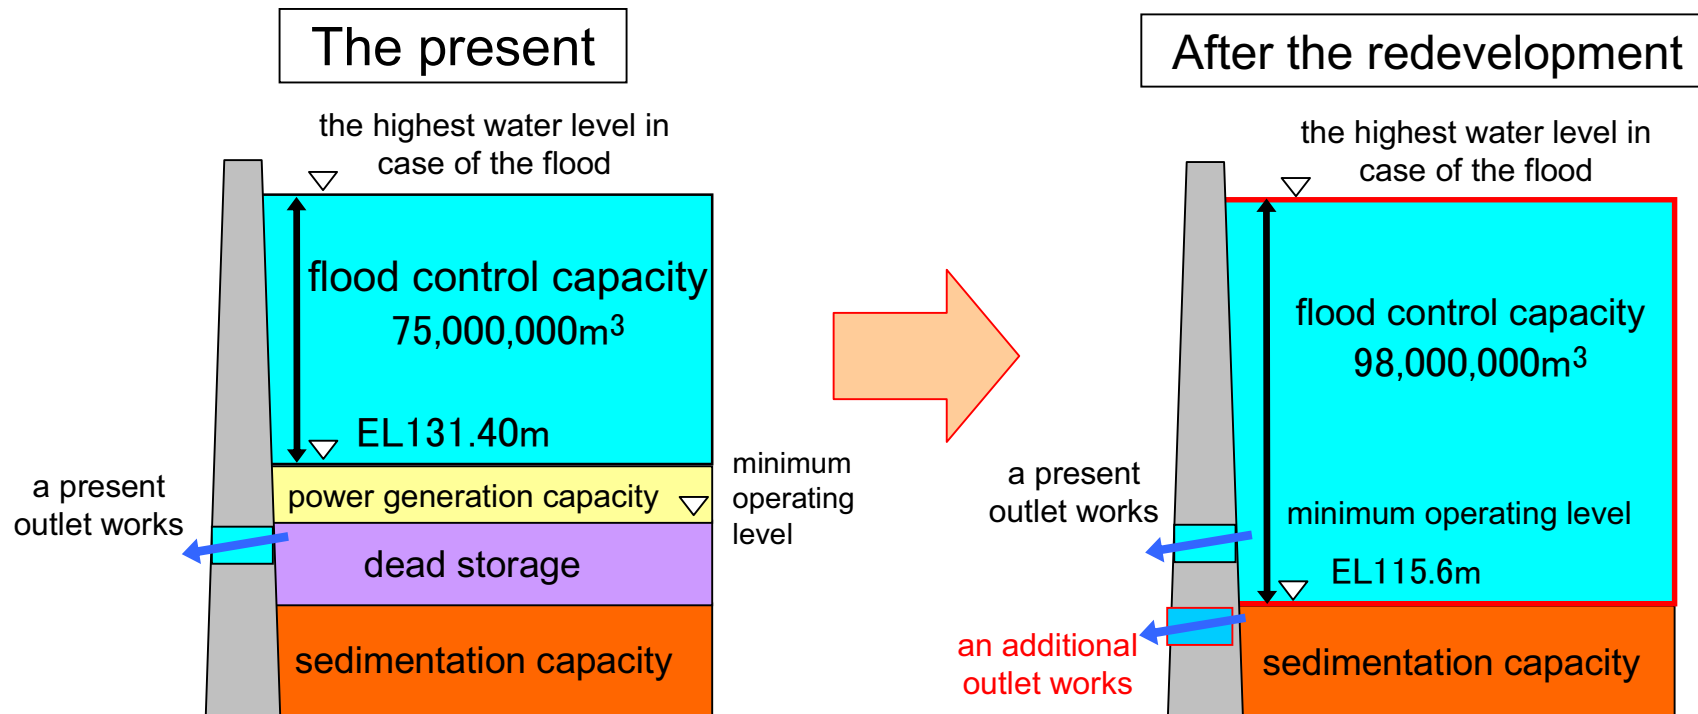 The present
the highest water level in
case of the flood
flood control capacity
75,000,000m³
EL131.40m
power generation capacity
minimum
operating
level
a present
outlet works
dead storage
sedimentation capacity
After the redevelopment
the highest water level in
case of the flood
flood control capacity
98,000,000m³
a present
outlet works
minimum operating level
EL115.6m
an additional
outlet works
sedimentation capacity